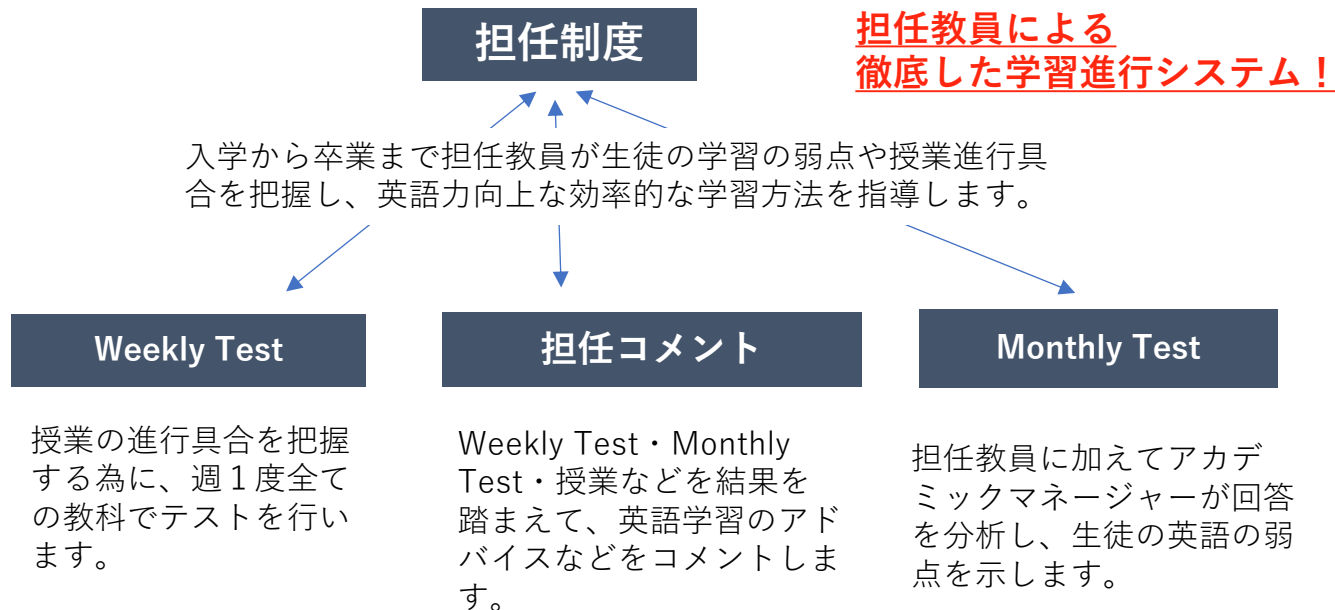 担任制度
担任教員による
徹底した学習進行システム！
入学から卒業まで担任教員が生徒の学習の弱点や授業進行具
合を把握し、英語力向上な効率的な学習方法を指導します。
Weekly Test
授業の進行具合を把握
する為に、週１度全て
の教科でテストを行い
ます。
担任コメント
Weekly Test・Monthly
Test・授業などを結果を
踏まえて、英語学習のアド
バイスなどをコメントしま
す。
Monthly Test
担任教員に加えてアカデ
ミックマネージャーが回答
を分析し、生徒の英語の弱
点を示します。